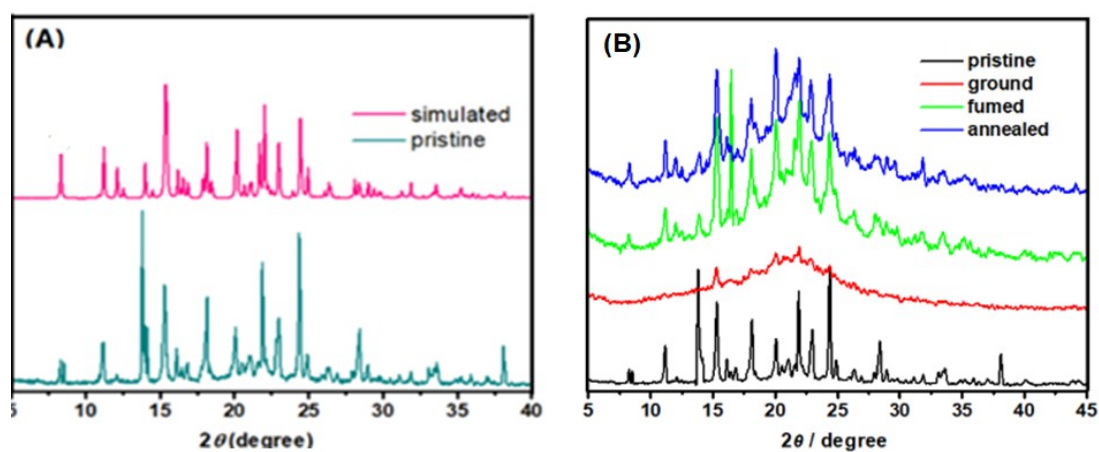 (A)
simulated
pristine
5 10 15 20 25 30 35 40
2θ(degree)
(B)
pristine
ground
fumed
annealed
5 10 15 20 25 30 35 40 45
2θ / degree